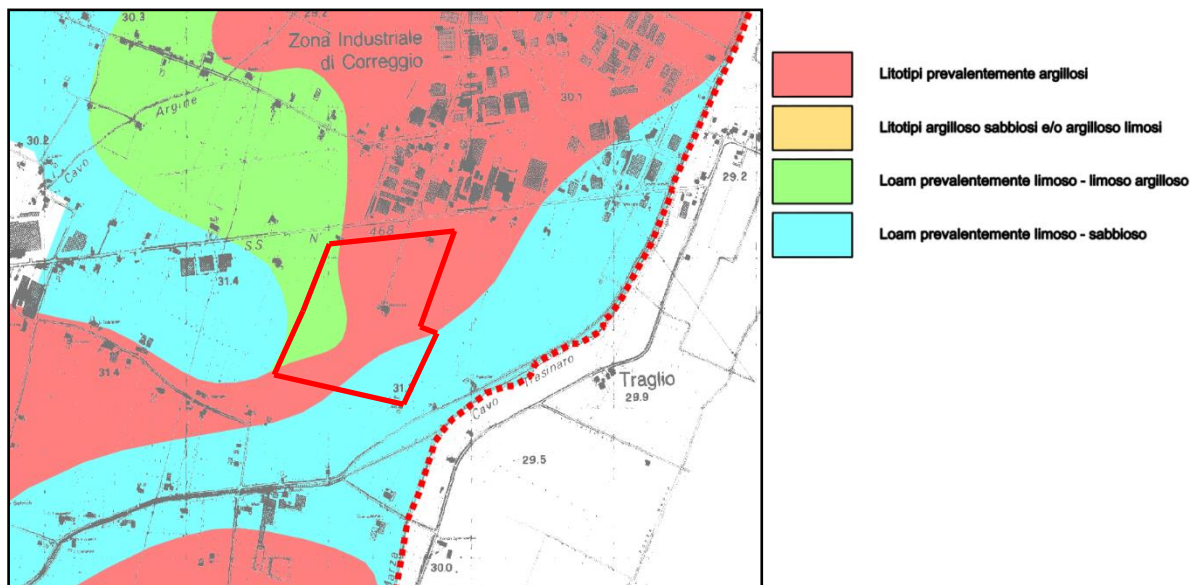 30.3
29.2
Zona Industriale
di Correggio
30.1
Argine
Cavo
30.2
29.2
468
SS N°
31.4
31.4
31.
Cavo Trasinaro
Traglio
29.9
29.5
30.0
Litotipi prevalentemente argillosi
Litotipi argilloso sabbiosi e/o argilloso limosi
Loam prevalentemente limoso - limoso argilloso
Loam prevalentemente limoso - sabbioso